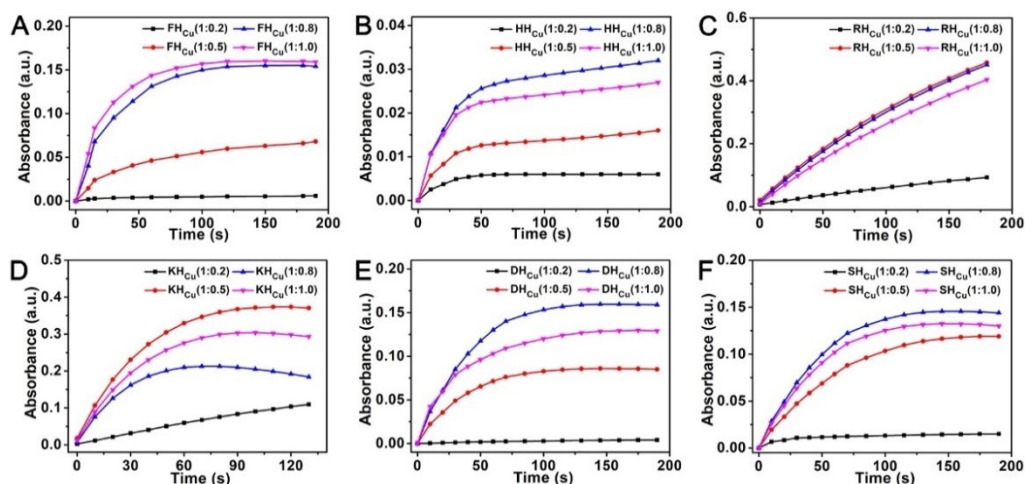 A
FH_Cu(1:0.2) FH_Cu(1:0.8)
FH_Cu(1:0.5) FH_Cu(1:1.0)
Absorbance (a.u.)
0.15
0.10
0.05
0.00
0 50 100 150 200
Time (s)
B
HH_Cu(1:0.2) HH_Cu(1:0.8)
HH_Cu(1:0.5) HH_Cu(1:1.0)
Absorbance (a.u.)
0.04
0.03
0.02
0.01
0.00
0 50 100 150 200
Time (s)
C
RH_Cu(1:0.2) RH_Cu(1:0.8)
RH_Cu(1:0.5) RH_Cu(1:1.0)
Absorbance (a.u.)
0.6
0.4
0.2
0.0
0 50 100 150 200
Time (s)
D
KH_Cu(1:0.2) KH_Cu(1:0.8)
KH_Cu(1:0.5) KH_Cu(1:1.0)
Absorbance (a.u.)
0.5
0.4
0.3
0.2
0.1
0.0
0 30 60 90 120
Time (s)
E
DH_Cu(1:0.2) DH_Cu(1:0.8)
DH_Cu(1:0.5) DH_Cu(1:1.0)
Absorbance (a.u.)
0.20
0.15
0.10
0.05
0.00
0 50 100 150 200
Time (s)
F
SH_Cu(1:0.2) SH_Cu(1:0.8)
SH_Cu(1:0.5) SH_Cu(1:1.0)
Absorbance (a.u.)
0.20
0.15
0.10
0.05
0.00
0 50 100 150 200
Time (s)